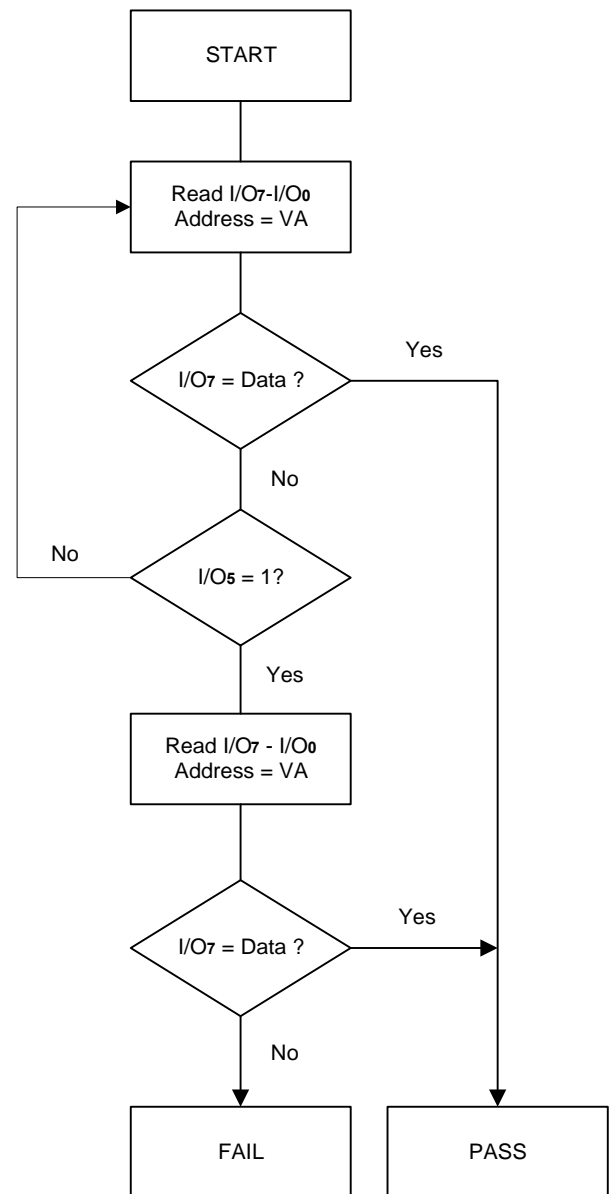 START
Read I/O7-I/O0
Address = VA
I/O7 = Data ?
Yes
No
No
I/O5 = 1?
Yes
Read I/O7 - I/O0
Address = VA
I/O7 = Data ?
Yes
No
FAIL
PASS